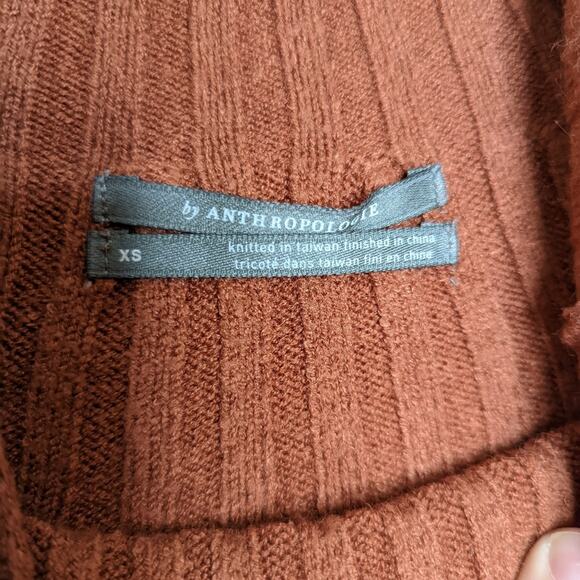 by ANTHROPOLOGIE
XS
knitted in taiwan finished in china
tricoté dans taiwan fini en chine